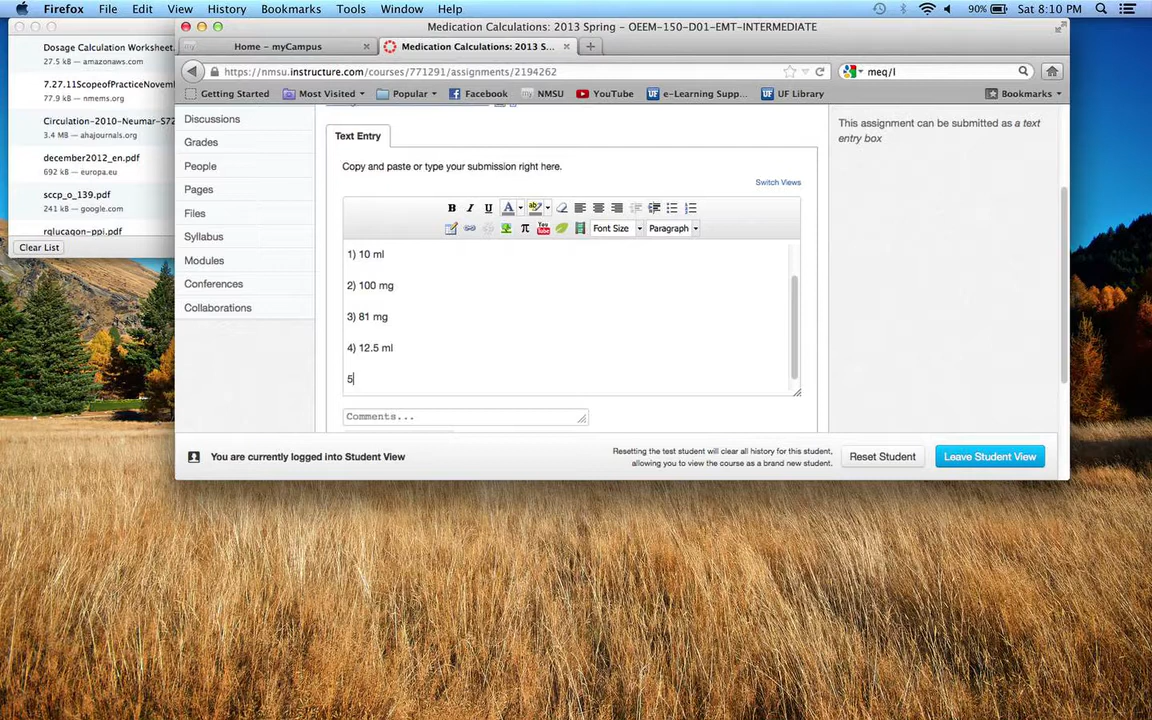 Firefox File Edit View History Bookmarks Tools Window Help
90% Sat 8:10 PM
Dosage Calculation Worksheet.
27.5 kB — amazonaws.com
7.27.11ScopeofPracticeNovem
77.9 kB — nmems.org
Circulation-2010-Neumar-S72
3.4 MB — ahajournals.org
december2012_en.pdf
692 kB — europa.eu
sccp_o_139.pdf
241 kB — google.com
rglucagon-ppi.pdf
Clear List
Medication Calculations: 2013 Spring - OEEM-150-D01-EMT-INTERMEDIATE
Home - myCampus
Medication Calculations: 2013 S...
https://nmsu.instructure.com/courses/771291/assignments/2194262
meq/l
Getting Started Most Visited Popular Facebook NMSU YouTube e-Learning Supp... UF Library Bookmarks
Discussions
Grades
People
Pages
Files
Syllabus
Modules
Conferences
Collaborations
Text Entry
Copy and paste or type your submission right here.
Switch Views
B I U A ab
π You Tube Font Size Paragraph
1) 10 ml
2) 100 mg
3) 81 mg
4) 12.5 ml
5
Comments...
This assignment can be submitted as a text
entry box
You are currently logged into Student View
Resetting the test student will clear all history for this student,
allowing you to view the course as a brand new student.
Reset Student
Leave Student View